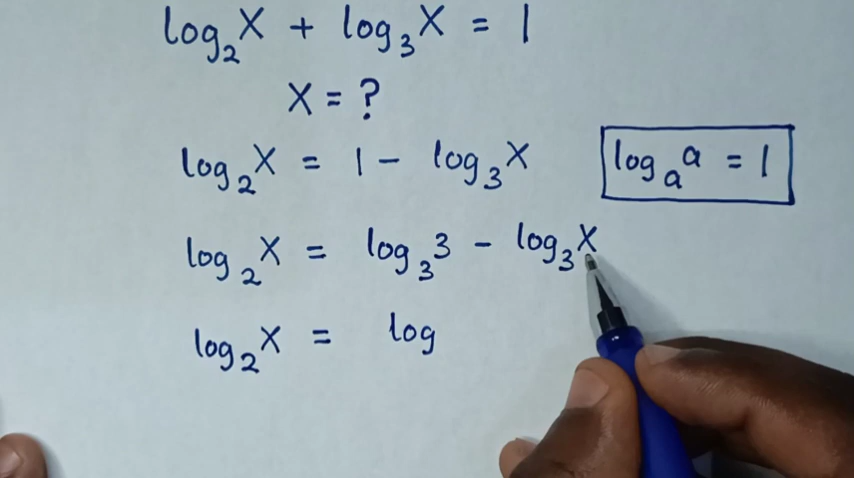 log₂X + log₃X = 1
X = ?
log₂X = 1 - log₃X
logₐa = 1
log₂X = log₃3 - log₃X
log₂X = log